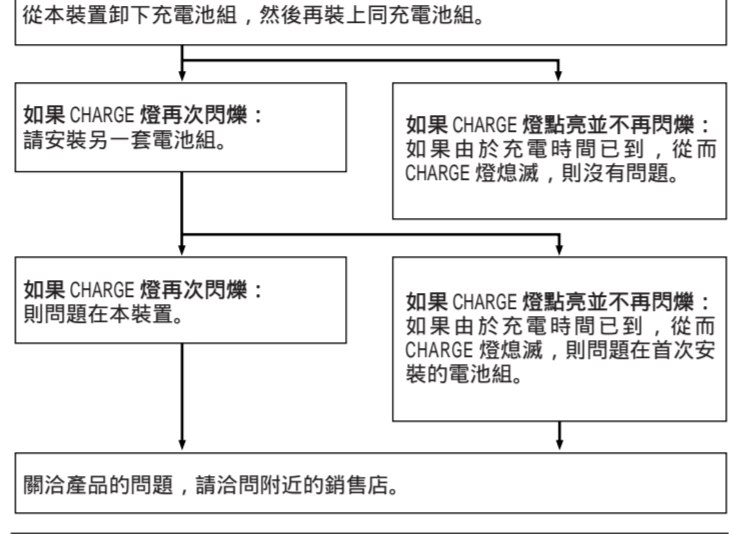 從本裝置卸下充電池組，然後再裝上同充電池組。
如果 CHARGE 燈再次閃爍：
請安裝另一套電池組。
如果 CHARGE 燈點亮並不再閃爍：
如果由於充電時間已到，從而
CHARGE 燈熄滅，則沒有問題。
如果 CHARGE 燈再次閃爍：
則問題在本裝置。
如果 CHARGE 燈點亮並不再閃爍：
如果由於充電時間已到，從而
CHARGE 燈熄滅，則問題在首次安
裝的電池組。
關洽產品的問題，請洽問附近的銷售店。